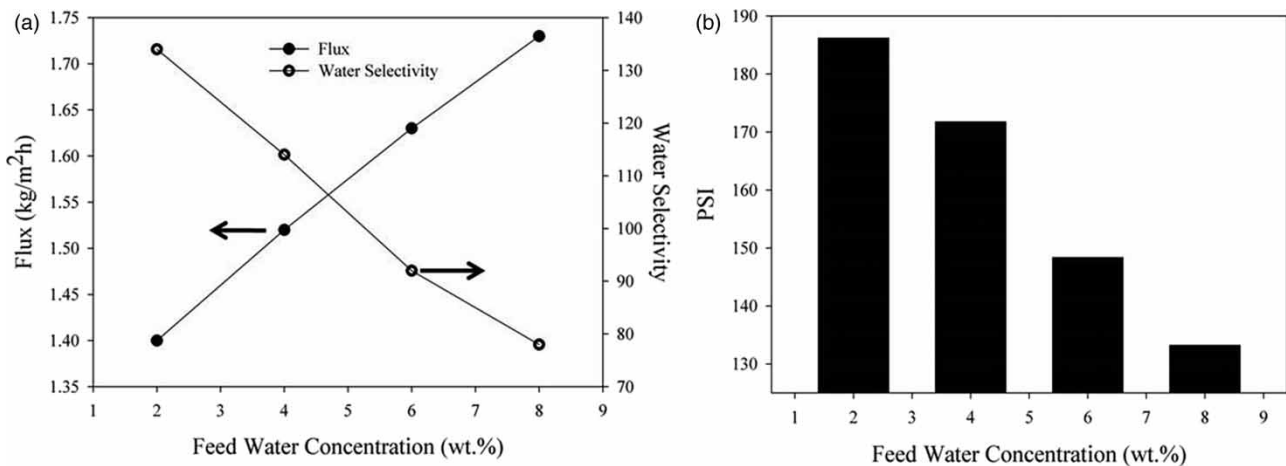 (a)
1.75
1.70
1.65
1.60
1.55
1.50
1.45
1.40
1.35
Flux (kg/m²h)
Flux
Water Selectivity
140
130
120
110
100
90
80
70
Water Selectivity
1 2 3 4 5 6 7 8 9
Feed Water Concentration (wt.%)
(b)
190
180
170
160
150
140
130
PSI
1 2 3 4 5 6 7 8 9
Feed Water Concentration (wt.%)